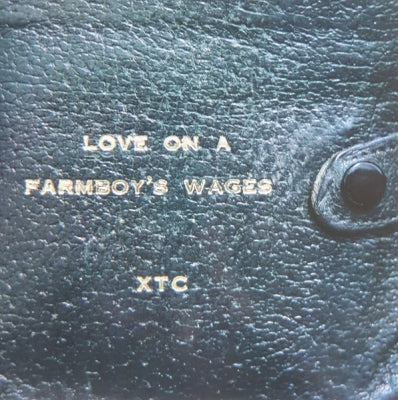 LOVE ON A
FARMBOY'S WAGES
XTC